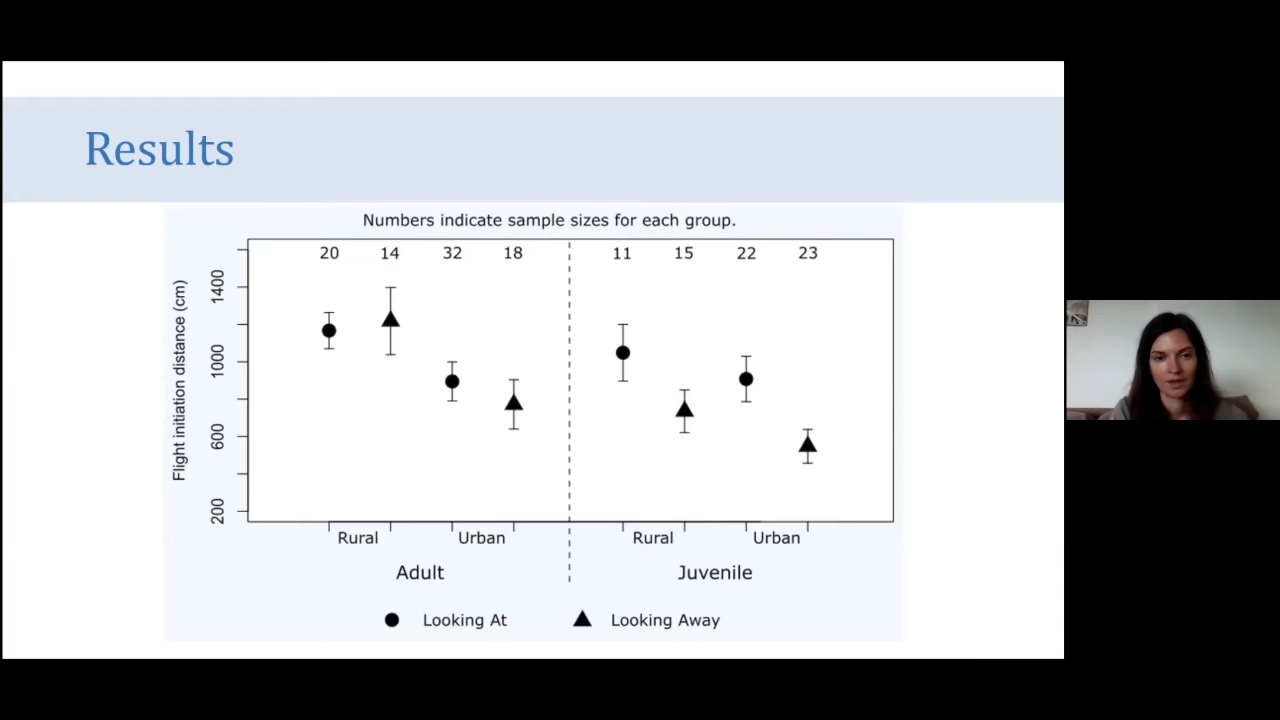 Results
Numbers indicate sample sizes for each group.
20 14 32 18 11 15 22 23
Flight initiation distance (cm)
1400
1000
600
200
Rural Urban Rural Urban
Adult Juvenile
Looking At Looking Away